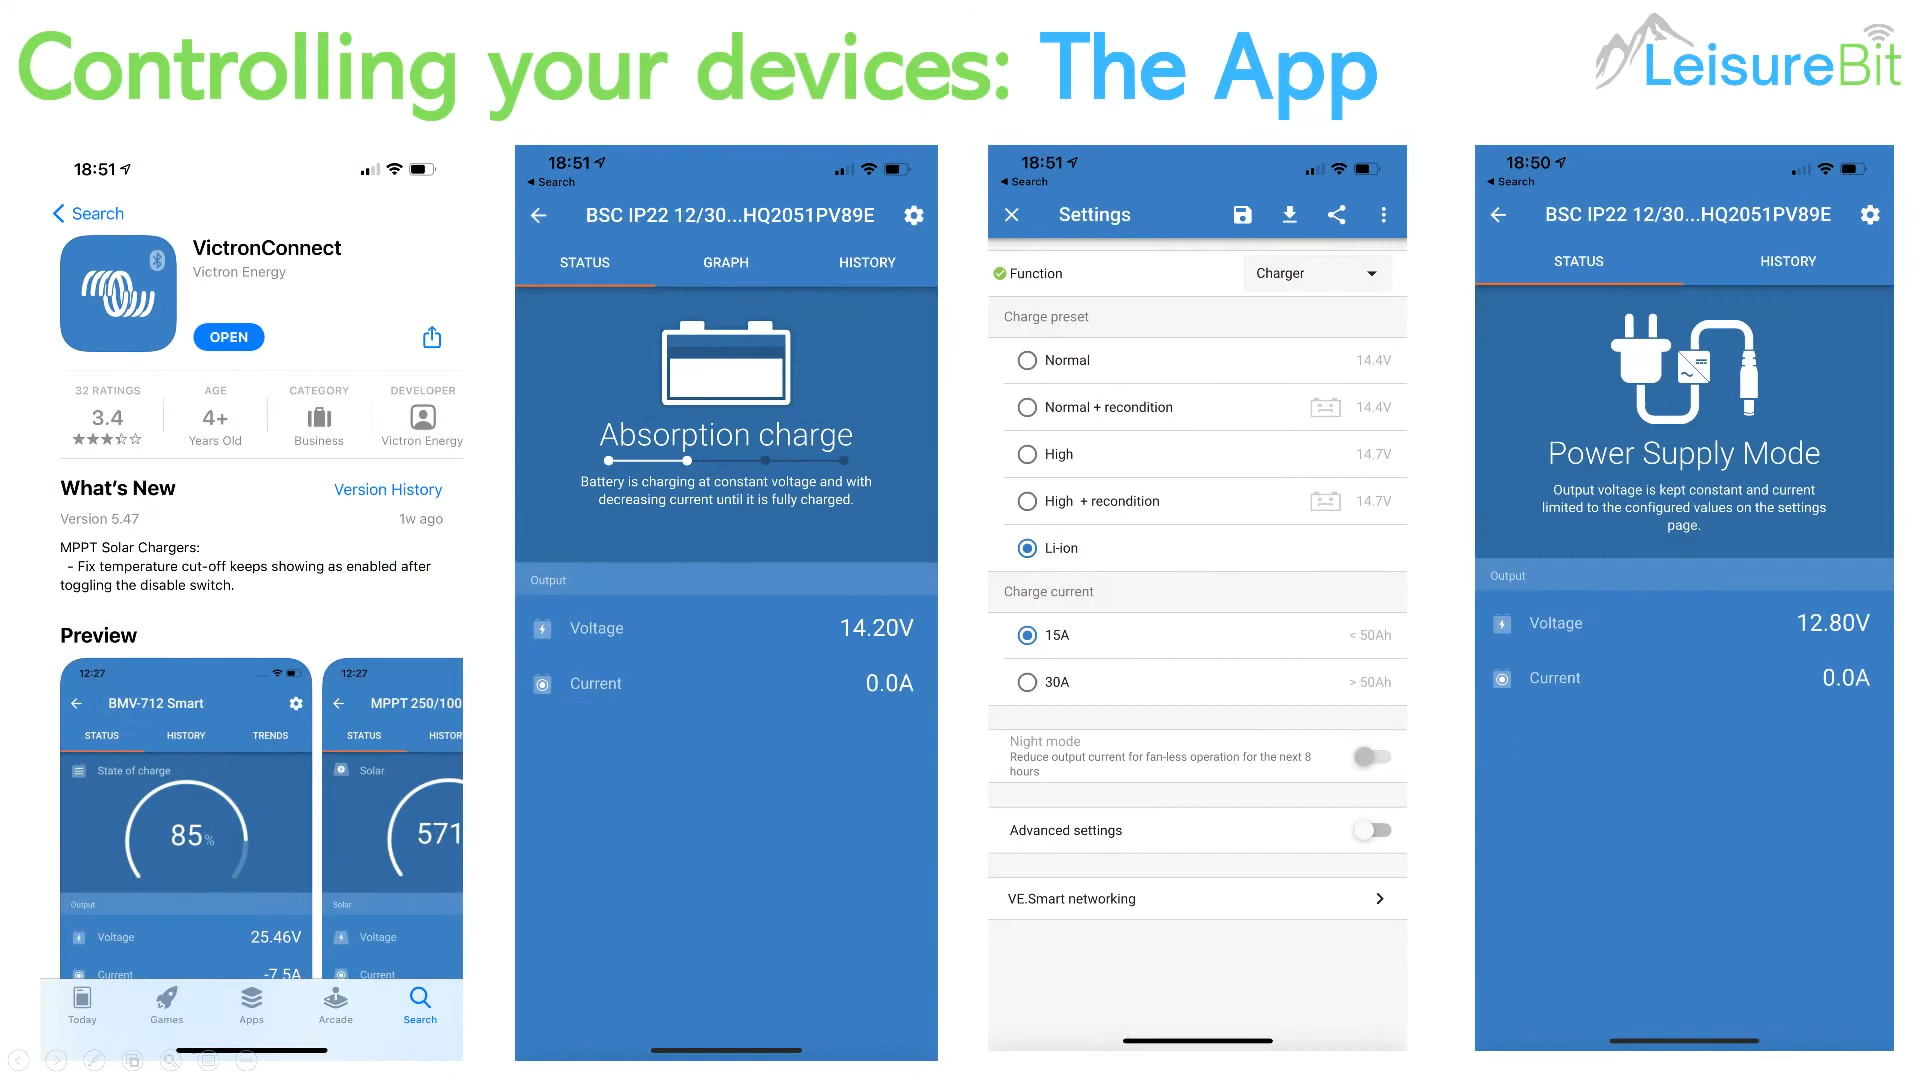 Controlling your devices: The App
LeisureBit
18:51
Search
VictronConnect
Victron Energy
OPEN
32 RATINGS
3.4
AGE
4+
Years Old
CATEGORY
Business
DEVELOPER
Victron Energy
What's New
Version History
Version 5.47
1w ago
MPPT Solar Chargers:
- Fix temperature cut-off keeps showing as enabled after
toggling the disable switch.
Preview
12:27
BMV-712 Smart
STATUS HISTORY TRENDS
State of charge
85%
Output
Voltage 25.46V
Current -7.5A
12:27
MPPT 250/100
STATUS HISTOR
Solar
571
Solar
Voltage
Current
Today Games Apps Arcade Search
18:51
Search
BSC IP22 12/30...HQ2051PV89E
STATUS GRAPH HISTORY
Absorption charge
Battery is charging at constant voltage and with
decreasing current until it is fully charged.
Output
Voltage 14.20V
Current 0.0A
18:51
Search
Settings
Function Charger
Charge preset
Normal 14.4V
Normal + recondition 14.4V
High 14.7V
High + recondition 14.7V
Li-ion
Charge current
15A < 50Ah
30A > 50Ah
Night mode
Reduce output current for fan-less operation for the next 8
hours
Advanced settings
VE.Smart networking
18:50
Search
BSC IP22 12/30...HQ2051PV89E
STATUS HISTORY
Power Supply Mode
Output voltage is kept constant and current
limited to the configured values on the settings
page.
Output
Voltage 12.80V
Current 0.0A